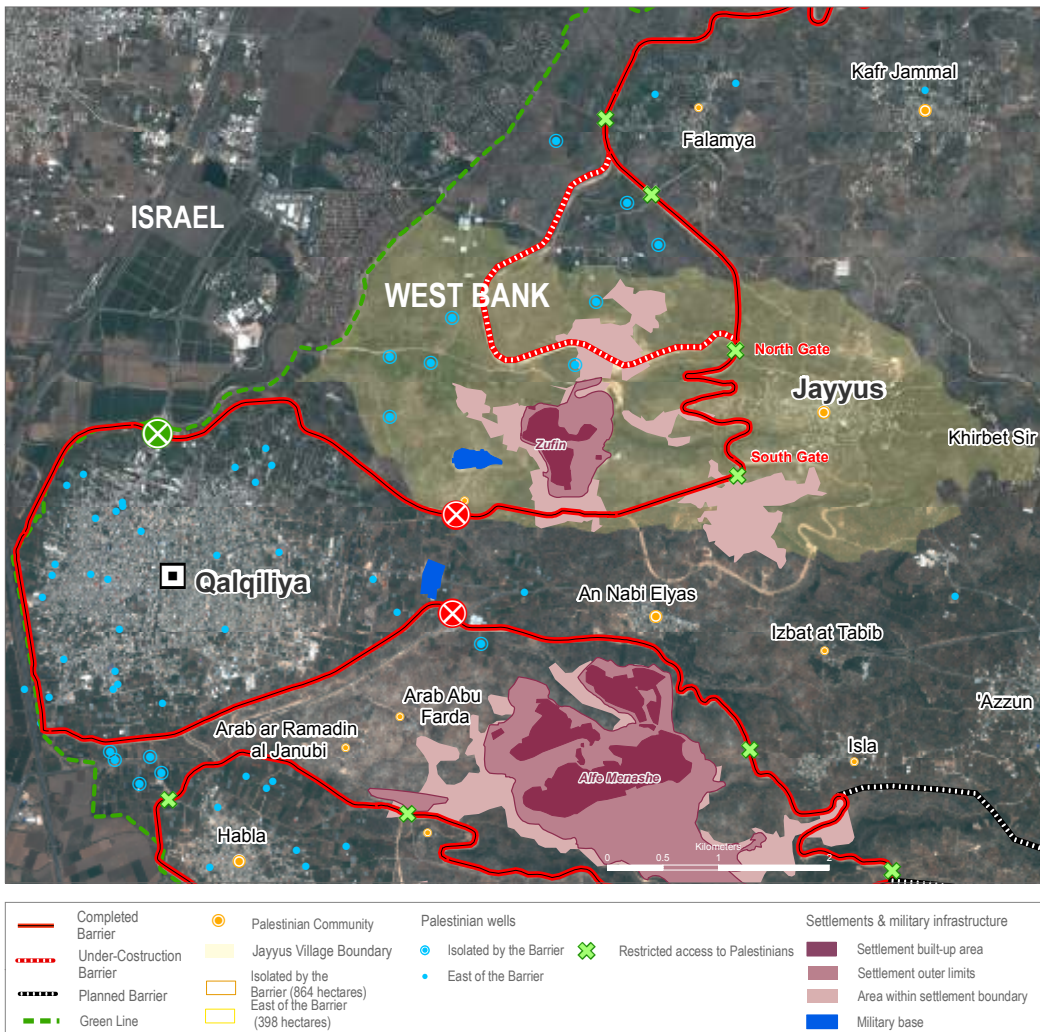 Kafr Jammal
Falamya
ISRAEL
WEST BANK
North Gate
Jayyus
Khirbet Sir
Zufin
South Gate
Qalqiliya
An Nabi Elyas
Izbat at Tabib
'Azzun
Arab Abu
Farda
Arab ar Ramadin
al Janubi
Isla
Alfe Menashe
Habla
Kilometers
0 0.5 1 2
Completed
Barrier
Under-Costruction
Barrier
Planned Barrier
Green Line
Palestinian Community
Jayyus Village Boundary
Isolated by the
Barrier (864 hectares)
East of the Barrier
(398 hectares)
Palestinian wells
Isolated by the Barrier
East of the Barrier
Restricted access to Palestinians
Settlements & military infrastructure
Settlement built-up area
Settlement outer limits
Area within settlement boundary
Military base